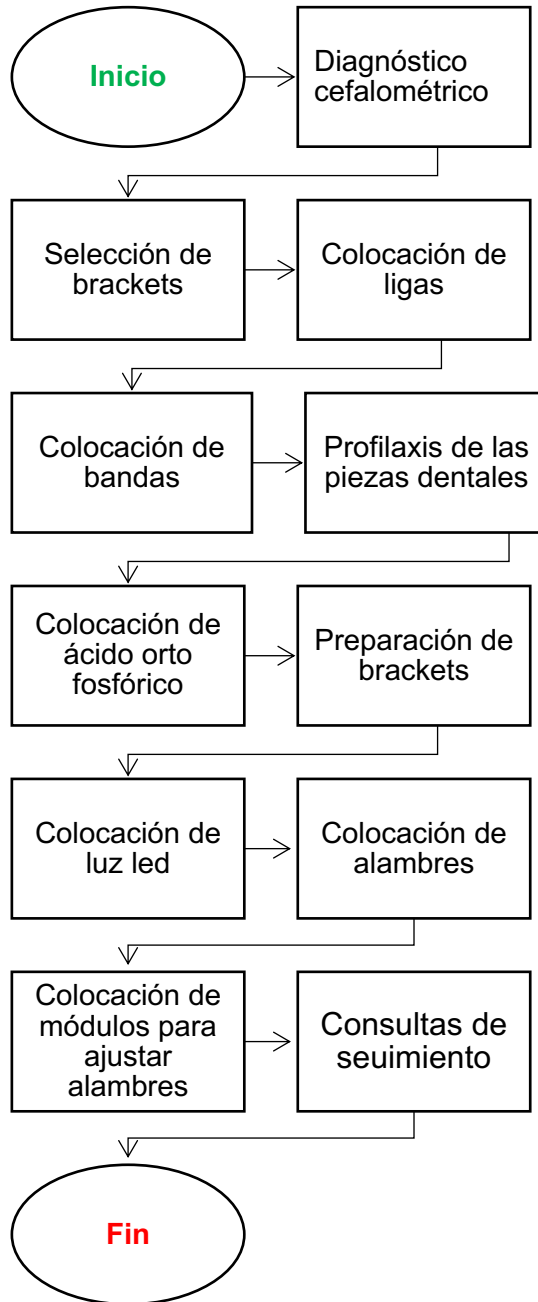 Inicio
Diagnóstico
cefalométrico
Selección de
brackets
Colocación de
ligas
Colocación de
bandas
Profilaxis de las
piezas dentales
Colocación de
ácido orto
fosfórico
Preparación de
brackets
Colocación de
luz led
Colocación de
alambres
Colocación de
módulos para
ajustar
alambres
Consultas de
seuimiento
Fin